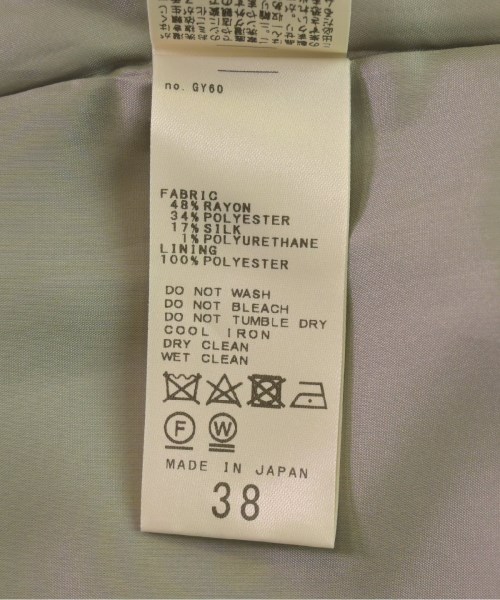 no. GY60
FABRIC
48% RAYON
34% POLYESTER
17% SILK
1% POLYURETHANE
LINING
100% POLYESTER
DO NOT WASH
DO NOT BLEACH
DO NOT TUMBLE DRY
COOL IRON
DRY CLEAN
WET CLEAN
F W
MADE IN JAPAN
38